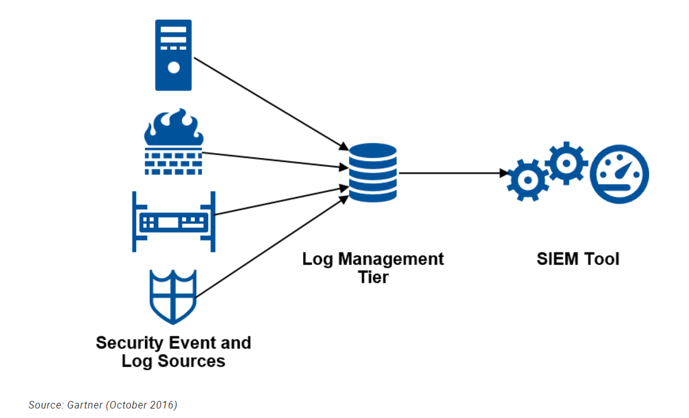 Log Management
Tier
SIEM Tool
Security Event and
Log Sources
Source: Gartner (October 2016)